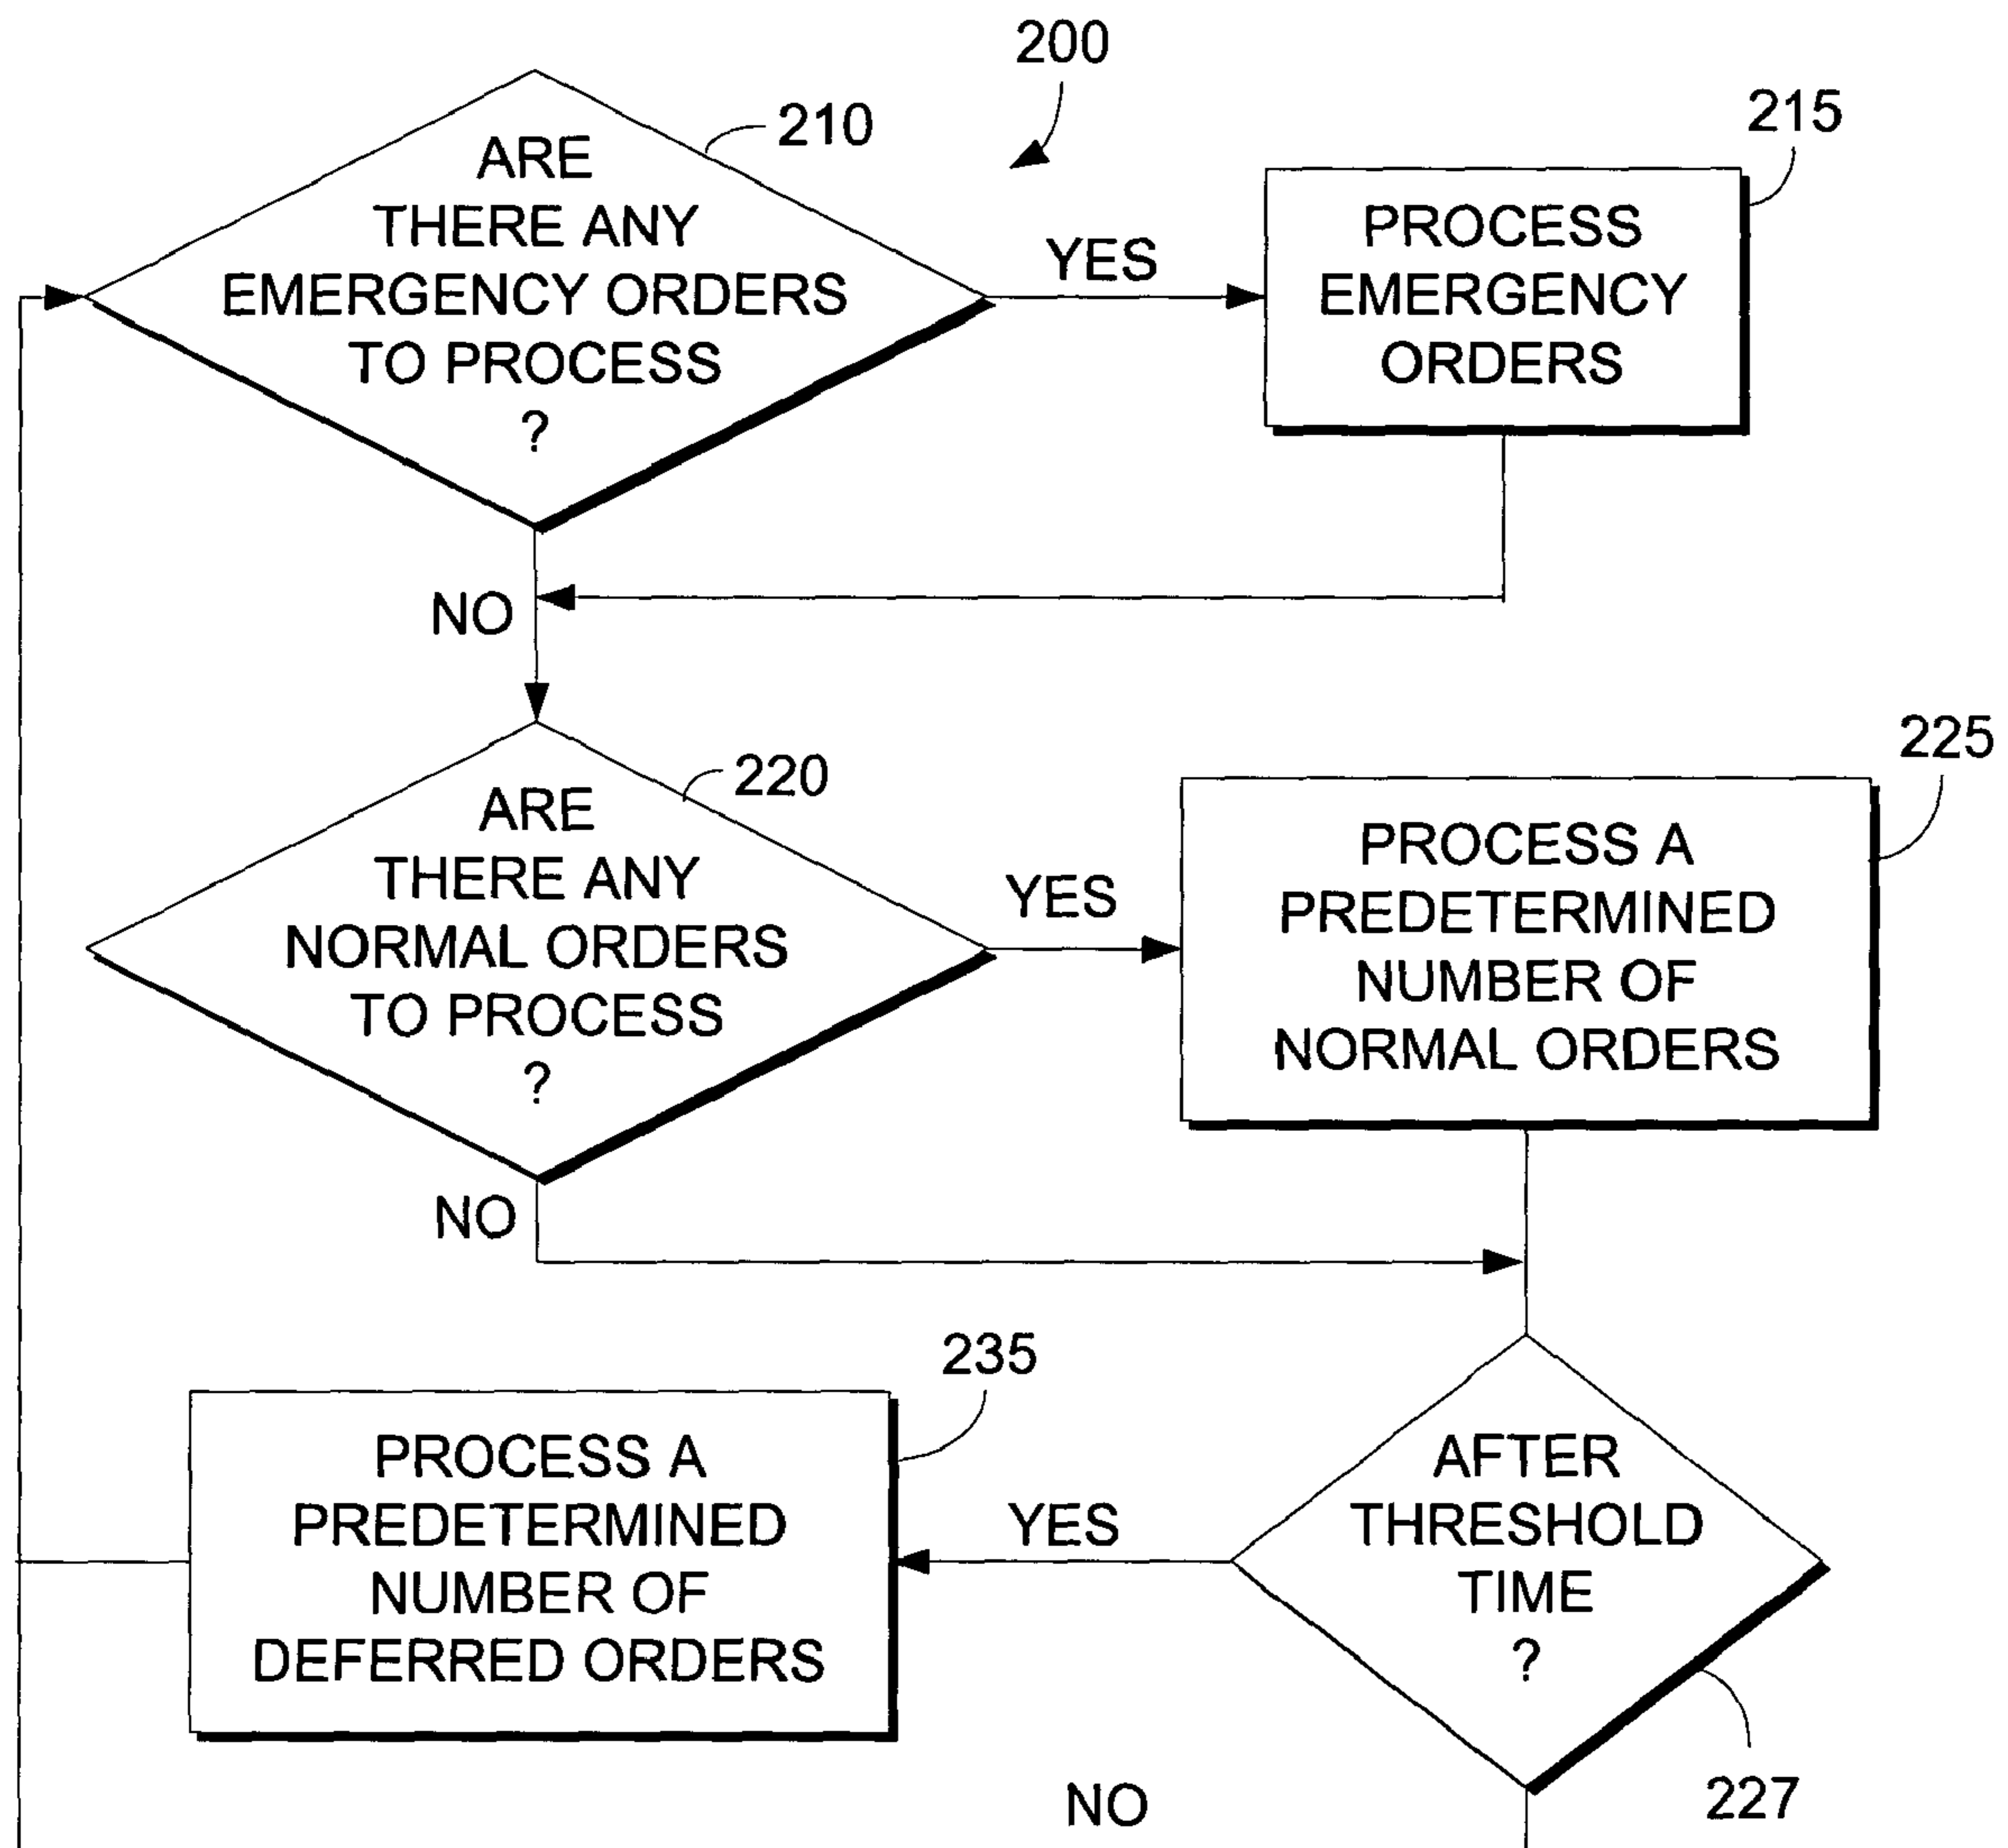 200
210
ARE
THERE ANY
EMERGENCY ORDERS
TO PROCESS
?
YES
215
PROCESS
EMERGENCY
ORDERS
NO
220
ARE
THERE ANY
NORMAL ORDERS
TO PROCESS
?
YES
225
PROCESS A
PREDETERMINED
NUMBER OF
NORMAL ORDERS
NO
AFTER
THRESHOLD
TIME
?
227
YES
235
PROCESS A
PREDETERMINED
NUMBER OF
DEFERRED ORDERS
NO